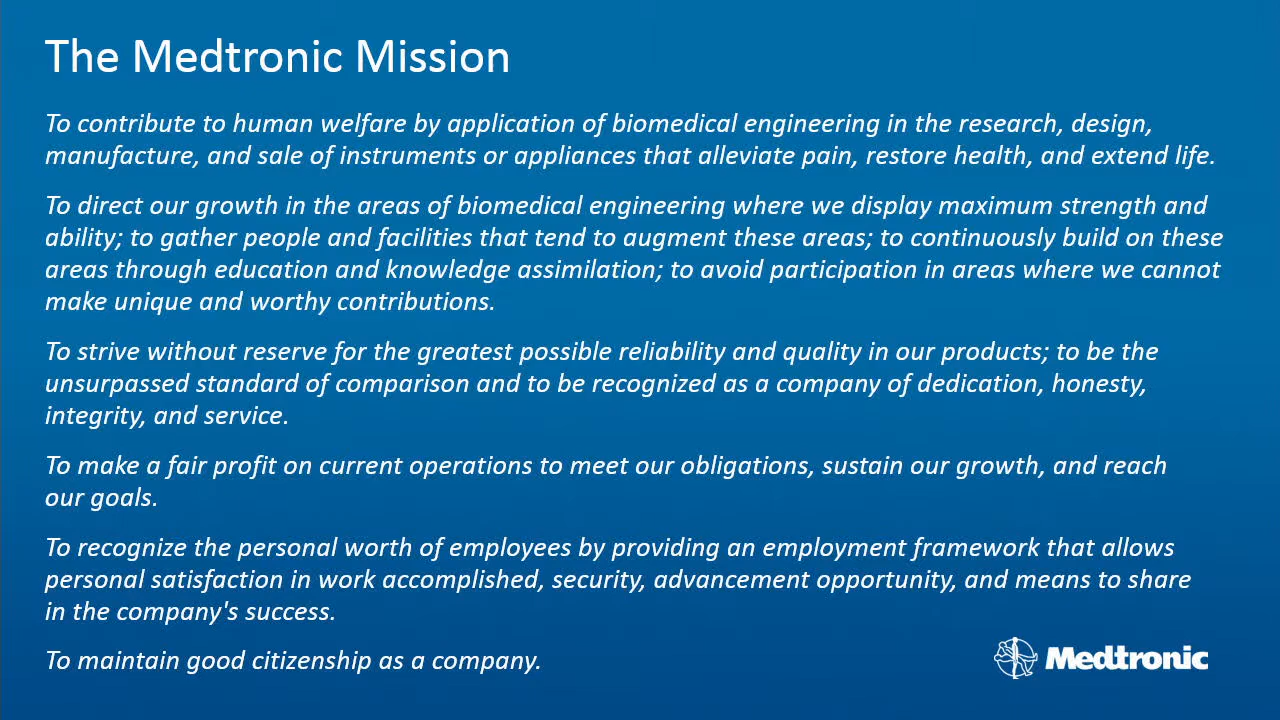 The Medtronic Mission
To contribute to human welfare by application of biomedical engineering in the research, design,
manufacture, and sale of instruments or appliances that alleviate pain, restore health, and extend life.
To direct our growth in the areas of biomedical engineering where we display maximum strength and
ability; to gather people and facilities that tend to augment these areas; to continuously build on these
areas through education and knowledge assimilation; to avoid participation in areas where we cannot
make unique and worthy contributions.
To strive without reserve for the greatest possible reliability and quality in our products; to be the
unsurpassed standard of comparison and to be recognized as a company of dedication, honesty,
integrity, and service.
To make a fair profit on current operations to meet our obligations, sustain our growth, and reach
our goals.
To recognize the personal worth of employees by providing an employment framework that allows
personal satisfaction in work accomplished, security, advancement opportunity, and means to share
in the company's success.
To maintain good citizenship as a company.
Medtronic